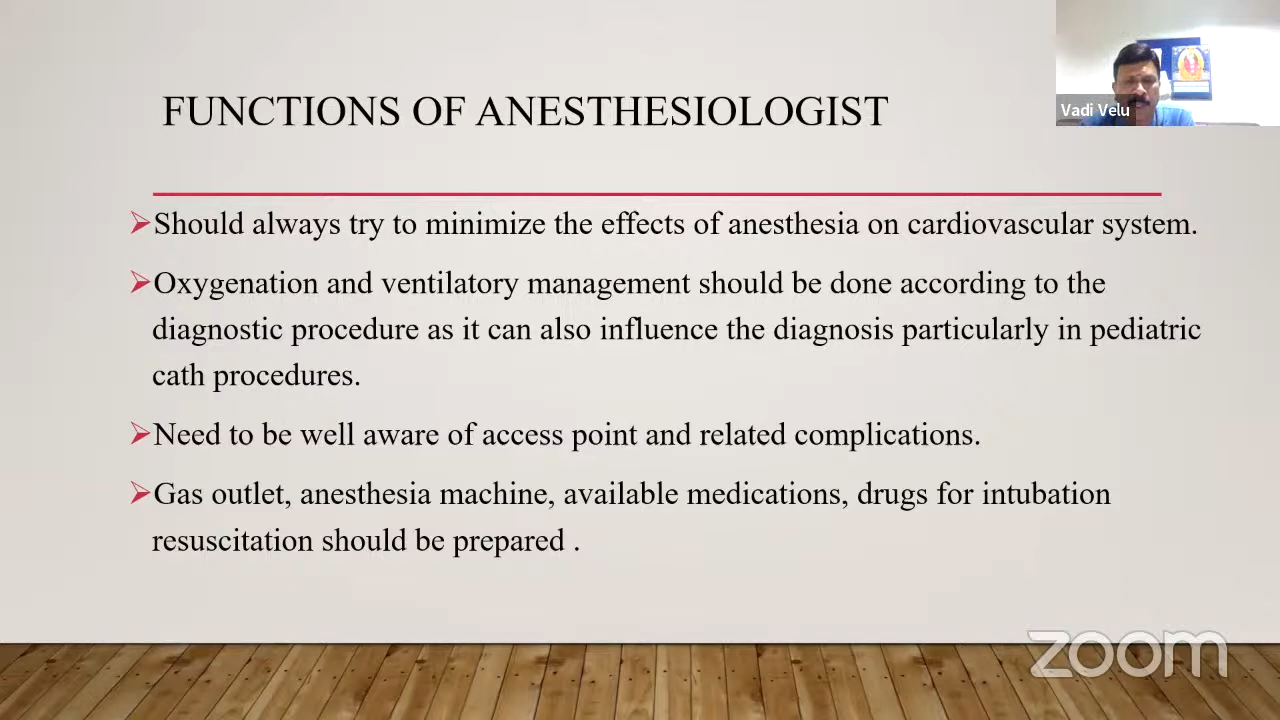 FUNCTIONS OF ANESTHESIOLOGIST
Vadi Velu
Should always try to minimize the effects of anesthesia on cardiovascular system.
Oxygenation and ventilatory management should be done according to the
diagnostic procedure as it can also influence the diagnosis particularly in pediatric
cath procedures.
Need to be well aware of access point and related complications.
Gas outlet, anesthesia machine, available medications, drugs for intubation
resuscitation should be prepared .
zoom